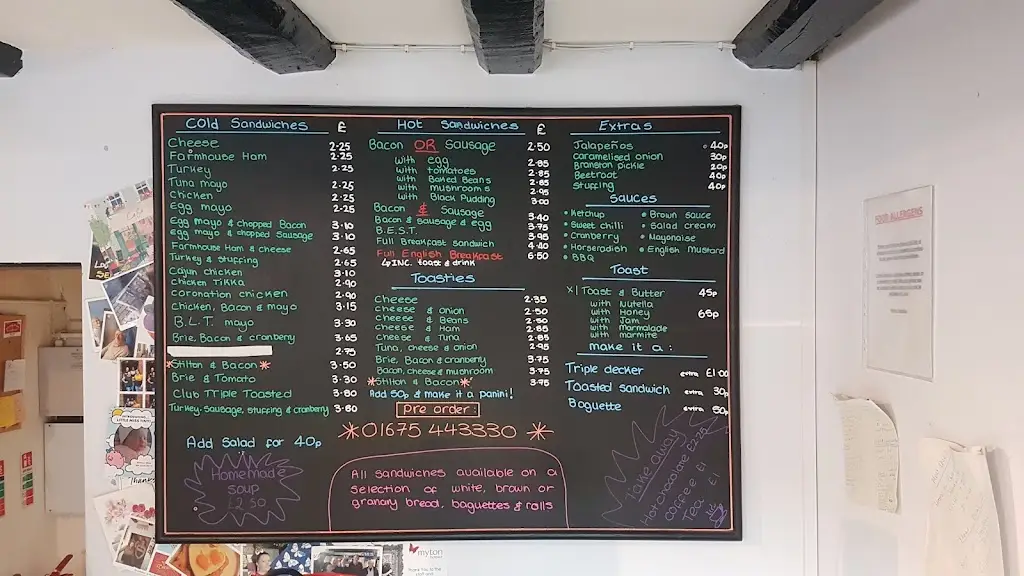 Cold Sandwiches £
Cheese 2.25
Farmhouse Ham 2.25
Turkey 2.25
Tuna mayo 2.25
Chicken 2.25
Egg mayo 2.25
Egg mayo & chopped Bacon 3.10
egg mayo & chopped Sausage 3.10
Farmhouse Ham & cheese 2.65
Turkey & stuffing 2.65
Cajun chicken 3.10
Chicken Tikka 2.90
Coronation chicken 2.90
Chicken, Bacon & mayo 3.15
B.L.T. mayo 3.30
Brie, Bacon & cranberry 3.65
2.75
*Stilton & Bacon* 3.50
Brie & Tomato 3.30
Club Triple Toasted 3.80
Turkey, sausage, stuffing & cranberry 3.80
Add Salad for 40p
Homemade
soup
£2.50
Hot Sandwiches £
Bacon OR Sausage 2.50
with egg 2.85
with tomatoes 2.85
with Baked Beans 2.85
with mushrooms 2.95
with Black Pudding 3.00
Bacon & Sausage 3.40
Bacon & sausage & egg 3.75
B.E.S.T. 3.95
Full Breakfast Sandwich 4.40
Full English Breakfast 6.50
↳ INC. toast & drink
Toasties
Cheese 2.35
Cheese & onion 2.50
Cheese & Beans 2.50
Cheese & Ham 2.85
Cheese & Tuna 2.85
Tuna, cheese & onion 2.95
Brie, Bacon & cranberry 3.75
Bacon, cheese & mushroom 3.75
*Stilton & Bacon* 3.75
Add 50p & make it a panini!
Pre order:
*01675 443330*
All sandwiches available on a
selection of white, brown or
granary bread, baguettes & rolls
Extras
Jalapeños 40p
Caramelised onion 30p
Branston pickle 20p
Beetroot 40p
Stuffing 40p
Sauces
• Ketchup • Brown sauce
• Sweet chilli • Salad cream
• Cranberry • Mayonaise
• Horseradish • English Mustard
• BBQ
Toast
x1 Toast & Butter 45p
with Nutella
with Honey 65p
with Jam
with Marmalade
with marmite
make it a:
Triple decker extra £1.00
Toasted sandwich extra 30p
Baguette extra 50p
Take away
Hot chocolate £2.25
Coffee £1
Tea £1
FOOD ALLERGENS
myton